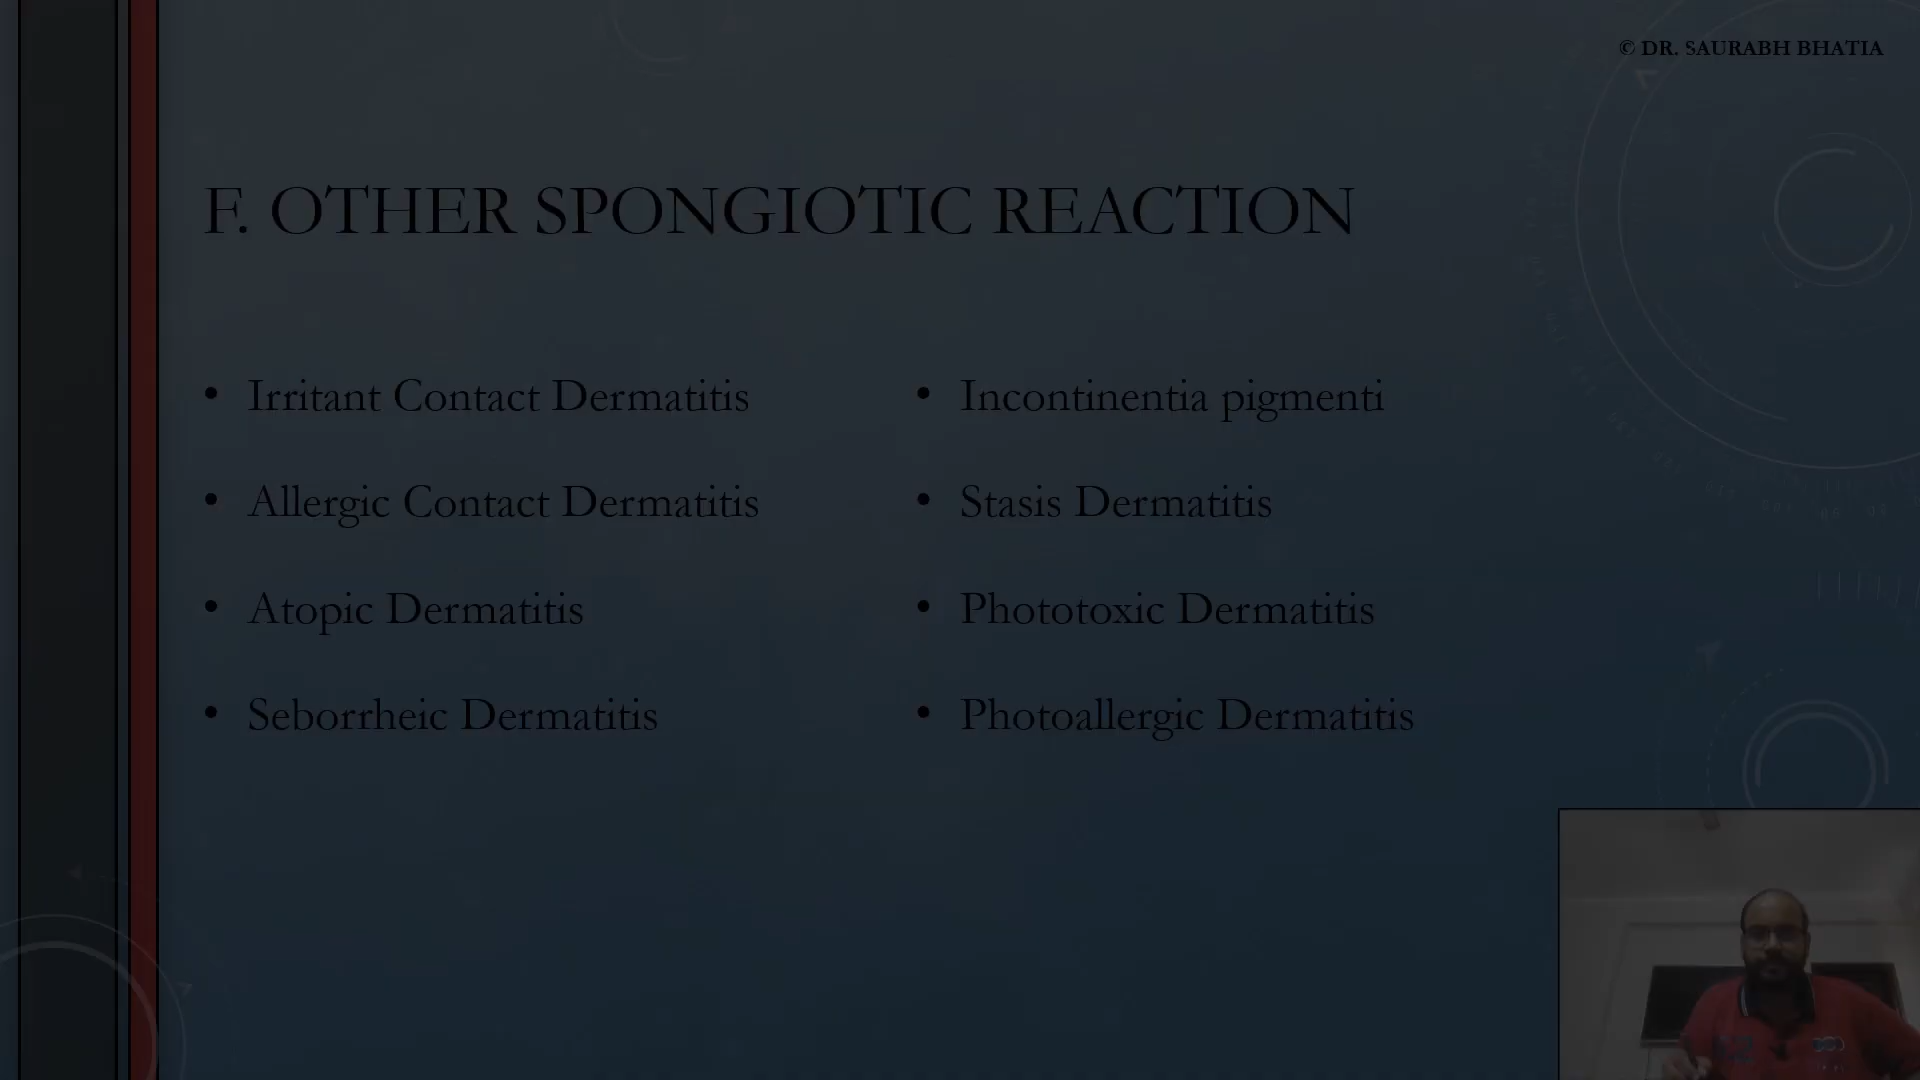 © DR. SAURABH BHATIA
F. OTHER SPONGIOTIC REACTION
• Irritant Contact Dermatitis
• Allergic Contact Dermatitis
• Atopic Dermatitis
• Seborrheic Dermatitis
• Incontinentia pigmenti
• Stasis Dermatitis
• Phototoxic Dermatitis
• Photoallergic Dermatitis